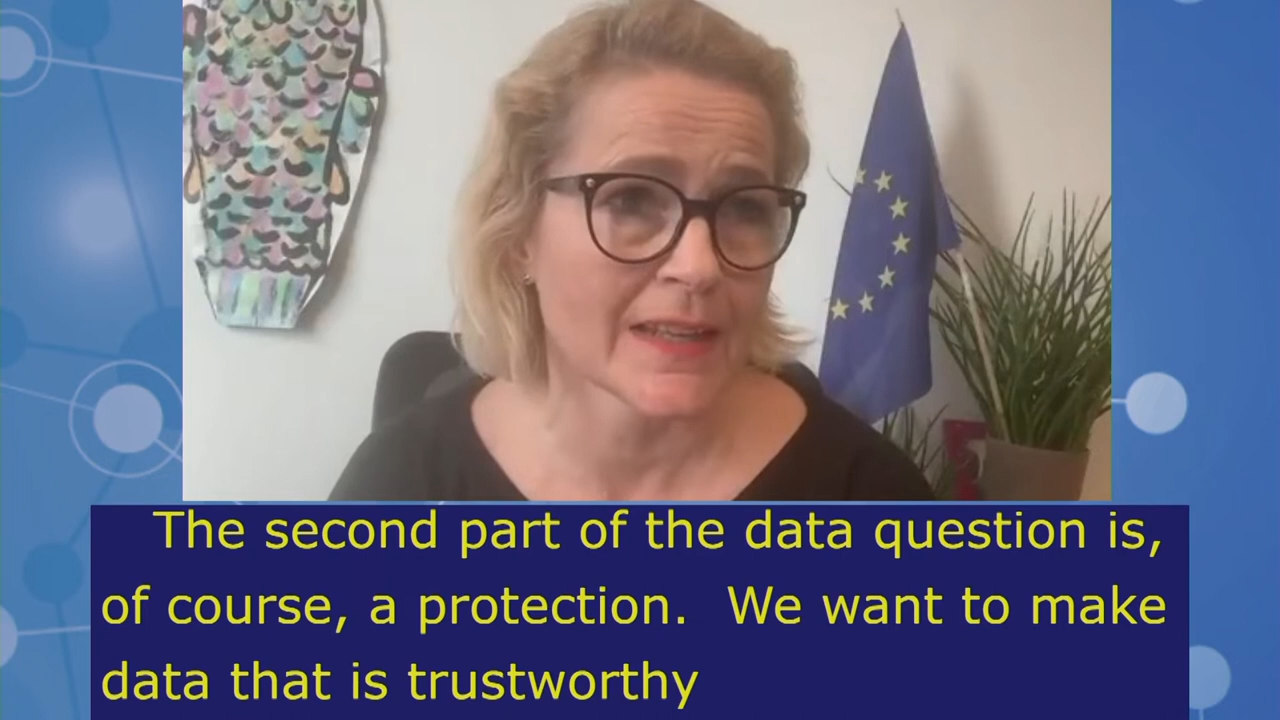 The second part of the data question is,
of course, a protection.  We want to make
data that is trustworthy